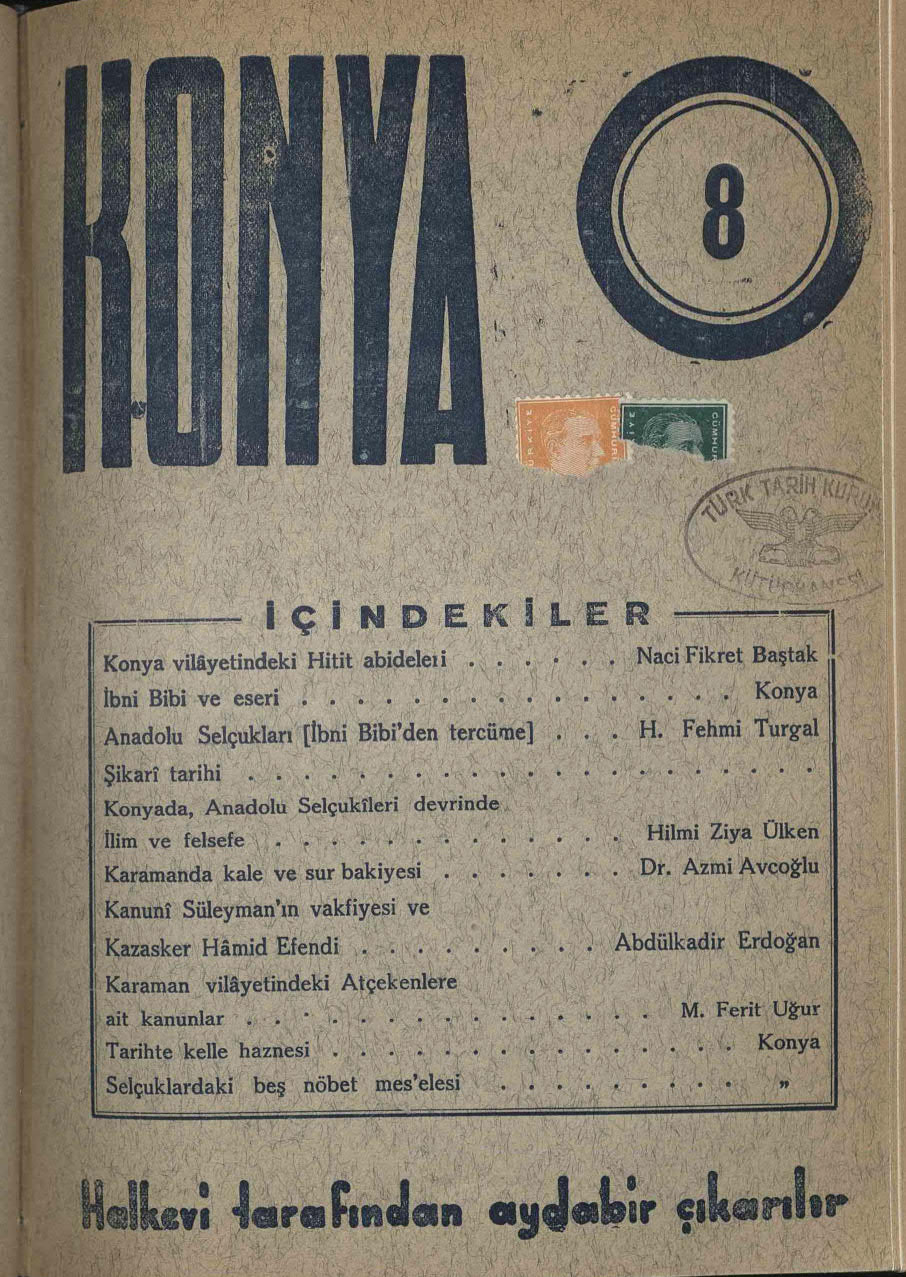 KONYA
8
TÜRKİYE CUMHUR
CUMHUR
TÜRK TARİH KURUMU
KÜTÜPHANESİ
İÇİNDEKİLER
Konya vilâyetindeki Hitit abideleri . . . . . . Naci Fikret Baştak
İbni Bibi ve eseri . . . . . . . . . . . . . . . . Konya
Anadolu Selçukları [İbni Bibi'den tercüme] . . . H. Fehmi Turgal
Şikarî tarihi . . . . . . . . . . . . . . . . . . . . .
Konyada, Anadolu Selçukîleri devrinde
İlim ve felsefe . . . . . . . . . . . . . Hilmi Ziya Ülken
Karamanda kale ve sur bakiyesi . . . . . . . Dr. Azmi Avcoğlu
Kanunî Süleyman'ın vakfiyesi ve
Kazasker Hâmid Efendi . . . . . . . . . Abdülkadir Erdoğan
Karaman vilâyetindeki Atçekenlere
ait kanunlar . . . . . . . . . . . . . . . M. Ferit Uğur
Tarihte kelle haznesi . . . . . . . . . . . . . . . Konya
Selçuklardaki beş nöbet mes'elesi . . . . . . . . . „
Halkevi tarafından aydabir çıkarılır